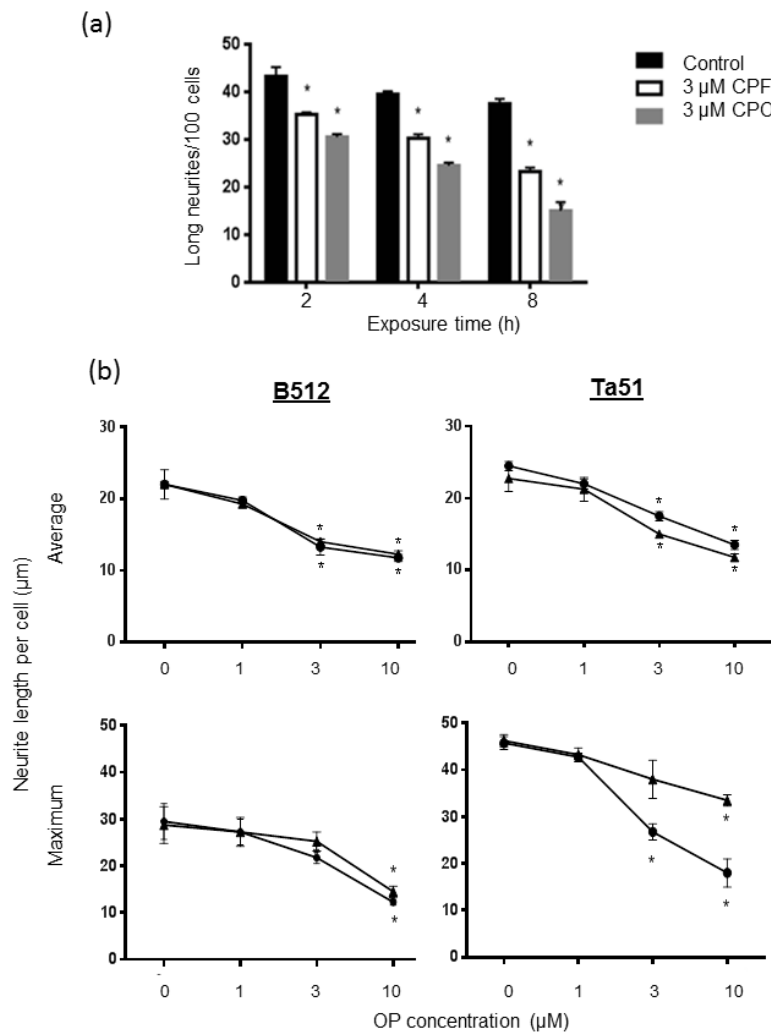 (a)
50
40
30
20
10
0
Long neurites/100 cells
* * * * * *
2 4 8
Exposure time (h)
Control
3 µM CPF
3 µM CPO
(b)
B512 Ta51
Neurite length per cell (µm)
Average
30
20
10
0
* * * *
0 1 3 10
30
20
10
0
* * * *
0 1 3 10
Maximum
50
40
30
20
10
0
* *
0 1 3 10
50
40
30
20
10
0
* * *
0 1 3 10
OP concentration (µM)